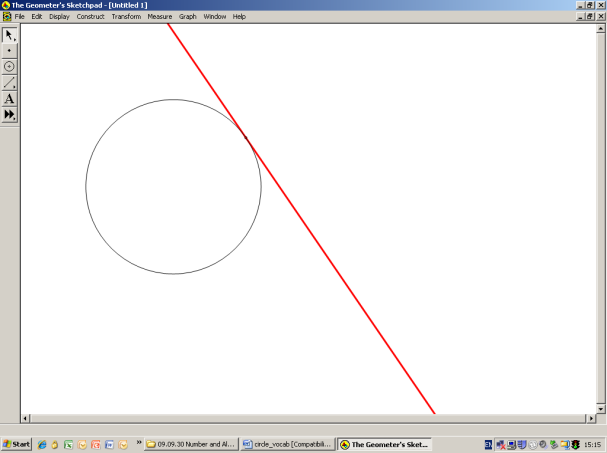 The Geometer's Sketchpad - [Untitled 1]
File Edit Display Construct Transform Measure Graph Window Help
A
Start
09.09.30 Number and Al...
circle_vocab [Compatibili...
The Geometer's Sket...
EN
15:15